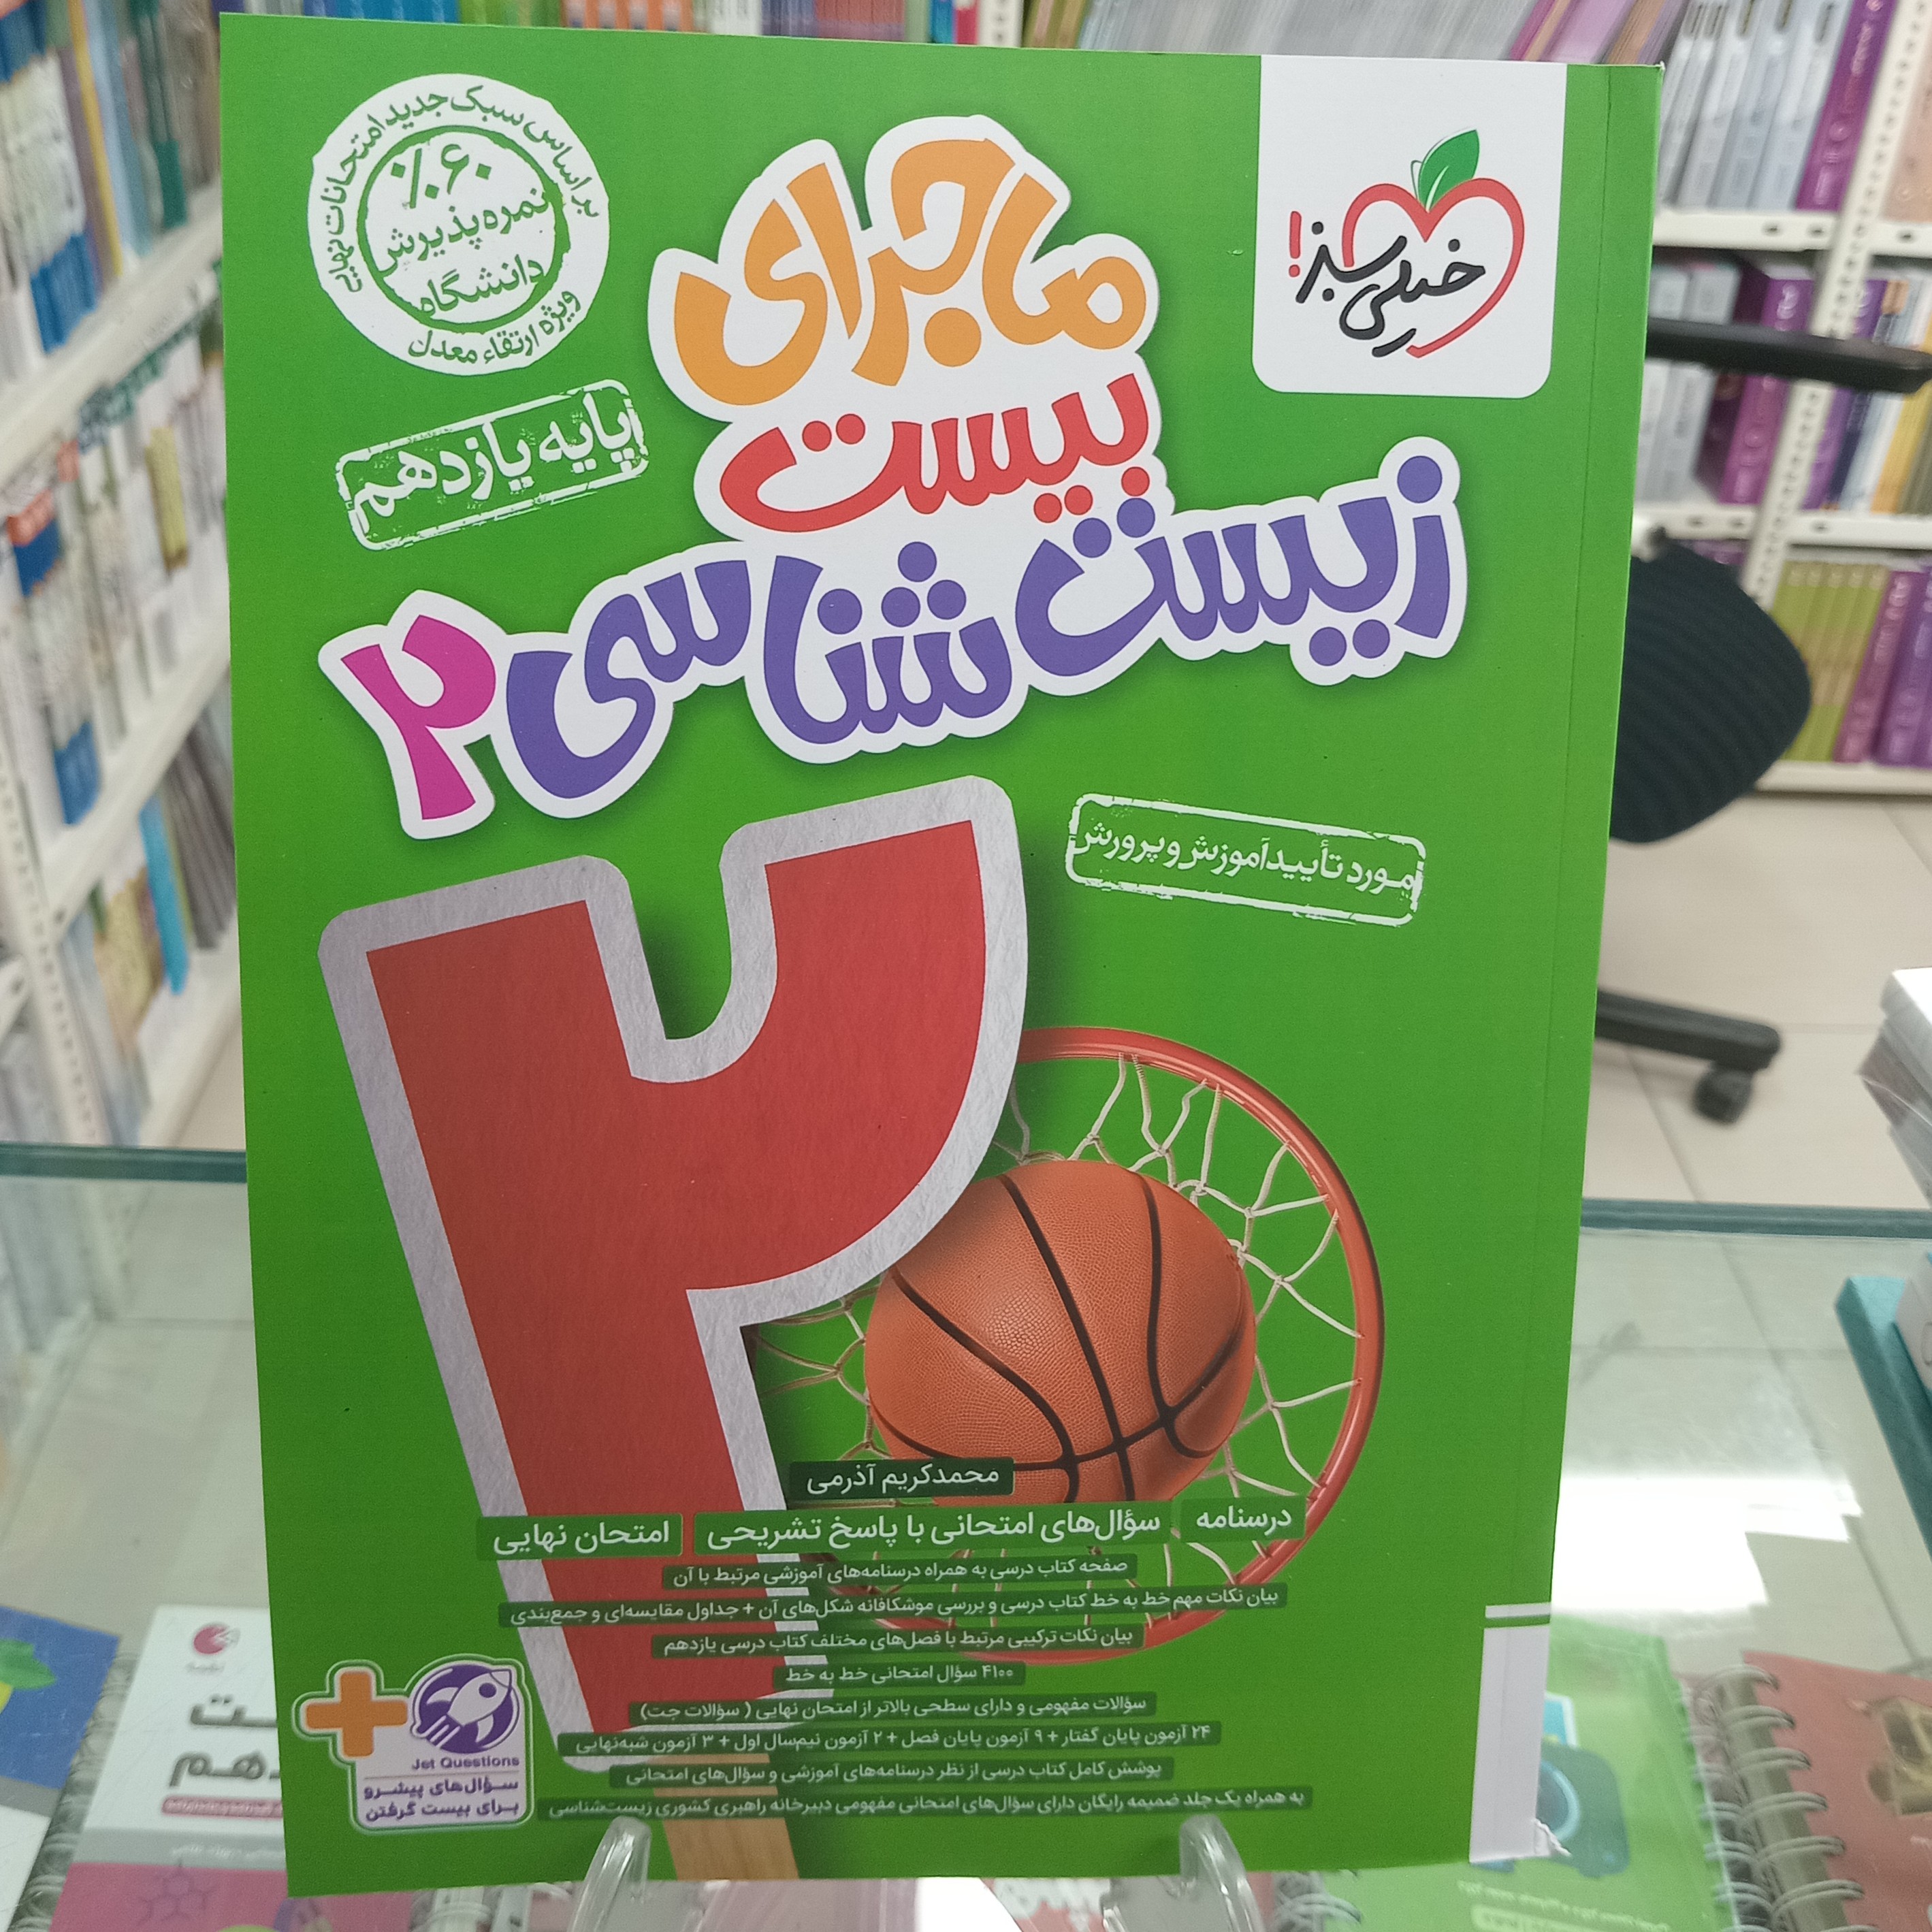 بر اساس سبک جدید امتحانات نهایی
۶۰٪
نمره پذیرش
دانشگاه
ویژه ارتقاء معدل
خیلی سبز!
ماجرای
بیست
زیست شناسی ۲
پایه یازدهم
مورد تأیید آموزش و پرورش
۲۰
محمدکریم آذرمی
درسنامه سؤال‌های امتحانی با پاسخ تشریحی امتحان نهایی
صفحه کتاب درسی به همراه درسنامه‌های آموزشی مرتبط با آن
بیان نکات مهم خط به خط کتاب درسی و بررسی موشکافانه شکل‌های آن + جداول مقایسه‌ای و جمع‌بندی
بیان نکات ترکیبی مرتبط با فصل‌های مختلف کتاب درسی یازدهم
۴۱۰۰ سؤال امتحانی خط به خط
سؤالات مفهومی و دارای سطحی بالاتر از امتحان نهایی ( سؤالات جت)
۲۴ آزمون پایان گفتار + ۹ آزمون پایان فصل + ۲ آزمون نیم‌سال اول + ۳ آزمون شبه‌نهایی
پوشش کامل کتاب درسی از نظر درسنامه‌های آموزشی و سؤال‌های امتحانی
به همراه یک جلد ضمیمه رایگان دارای سؤال‌های امتحانی مفهومی دبیرخانه راهبری کشوری زیست‌شناسی
Jet Questions
سؤال‌های پیشرو
برای بیست گرفتن